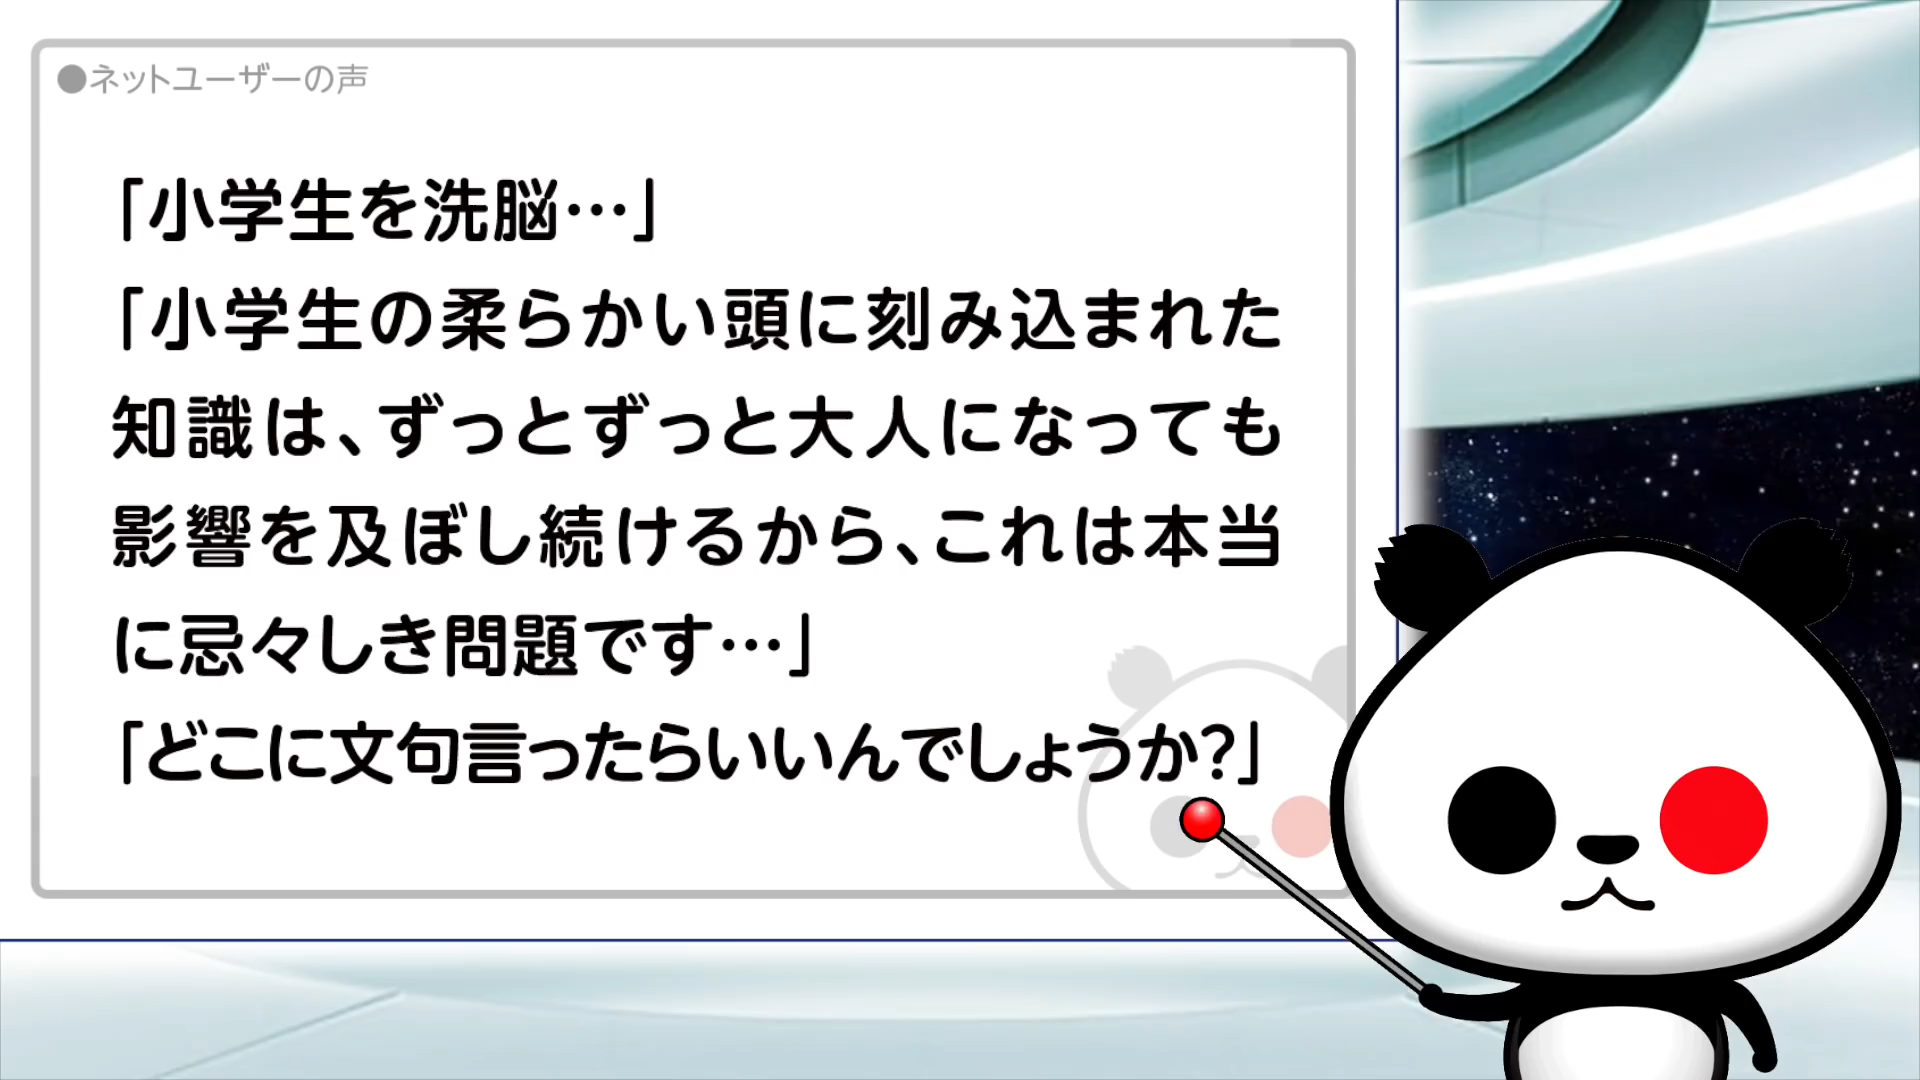 ●ネットユーザーの声
「小学生を洗脳…」
「小学生の柔らかい頭に刻み込まれた
知識は、ずっとずっと大人になっても
影響を及ぼし続けるから、これは本当
に忌々しき問題です…」
「どこに文句言ったらいいんでしょうか?」